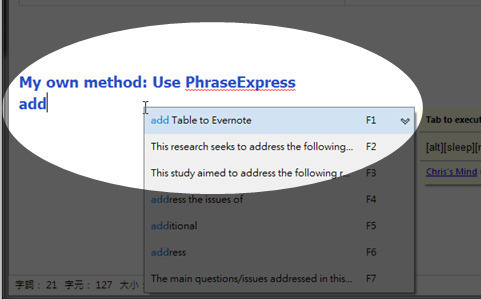 My own method: Use PhraseExpress
add
add Table to Evernote F1
This research seeks to address the following... F2
This study aimed to address the following r... F3
address the issues of F4
additional F5
address F6
The main questions/issues addressed in this... F7
Tab to execu
[alt][sleep][
Chris's Mind
字詞： 21 字元： 127 大小：